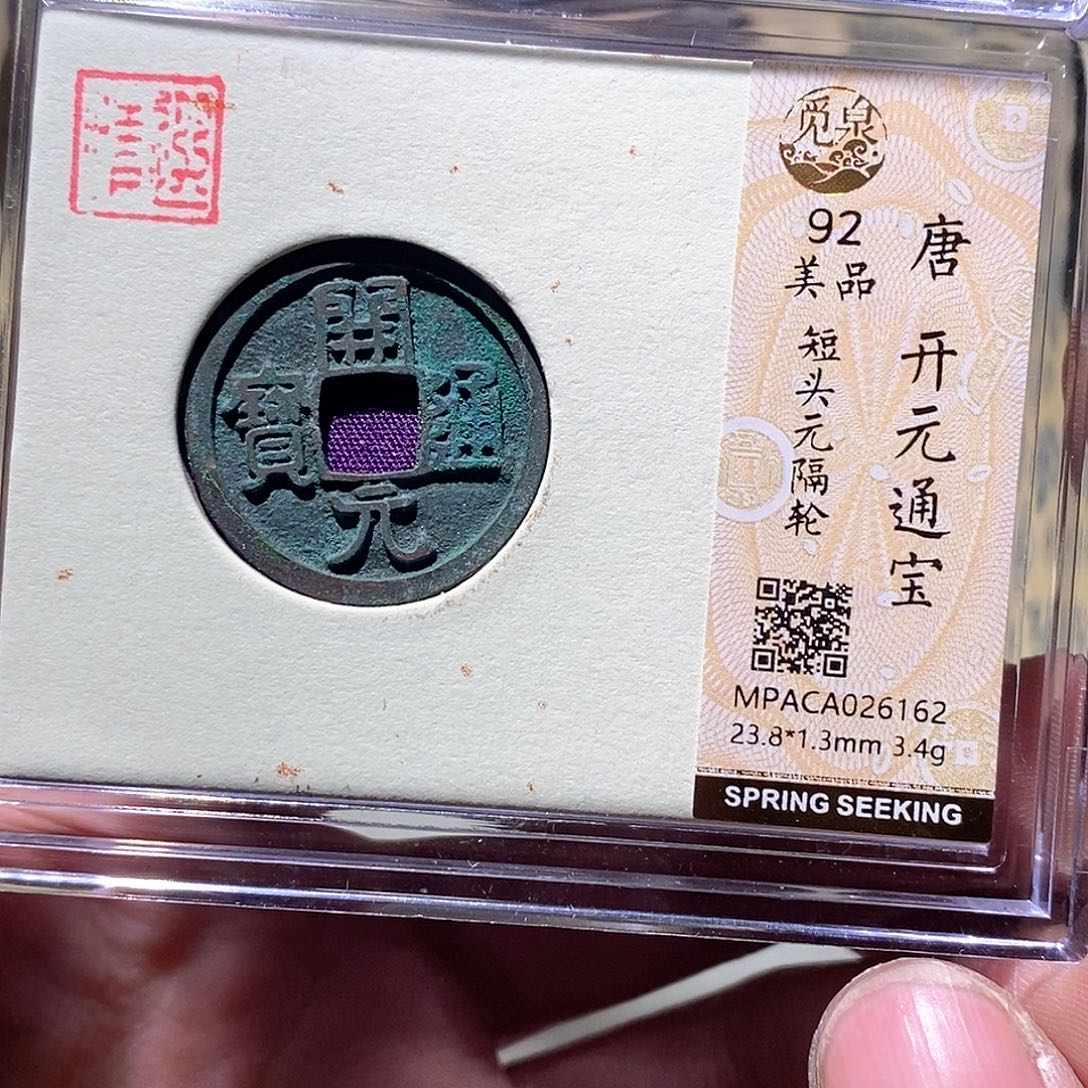 開元通寶
觅泉
92
美品
短头元隔轮
唐 开元通宝
MPACA026162
23.8*1.3mm 3.4g
SPRING SEEKING